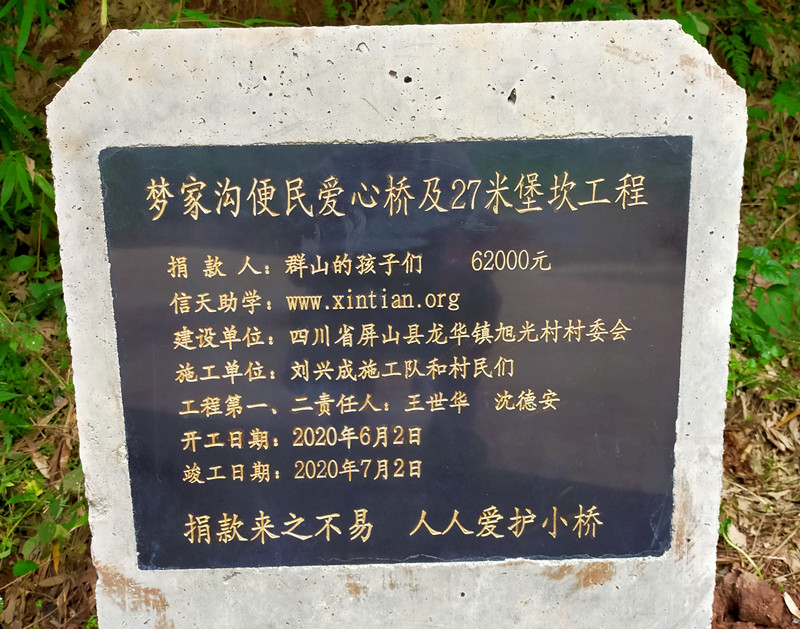 梦家沟便民爱心桥及27米堡坎工程
捐款人：群山的孩子们 62000元
信天助学：www.xintian.org
建设单位：四川省屏山县龙华镇旭光村村委会
施工单位：刘兴成施工队和村民们
工程第一、二责任人：王世华 沈德安
开工日期：2020年6月2日
竣工日期：2020年7月2日
捐款来之不易 人人爱护小桥